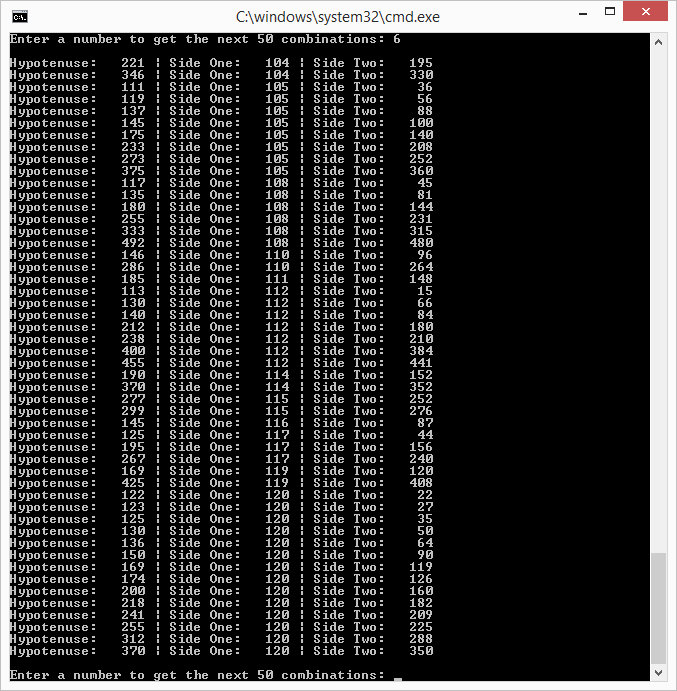 C:\windows\system32\cmd.exe
Enter a number to get the next 50 combinations: 6
Hypotenuse: 221 ¦ Side One: 104 ¦ Side Two: 195
Hypotenuse: 346 ¦ Side One: 104 ¦ Side Two: 330
Hypotenuse: 111 ¦ Side One: 105 ¦ Side Two: 36
Hypotenuse: 119 ¦ Side One: 105 ¦ Side Two: 56
Hypotenuse: 137 ¦ Side One: 105 ¦ Side Two: 88
Hypotenuse: 145 ¦ Side One: 105 ¦ Side Two: 100
Hypotenuse: 175 ¦ Side One: 105 ¦ Side Two: 140
Hypotenuse: 233 ¦ Side One: 105 ¦ Side Two: 208
Hypotenuse: 273 ¦ Side One: 105 ¦ Side Two: 252
Hypotenuse: 375 ¦ Side One: 105 ¦ Side Two: 360
Hypotenuse: 117 ¦ Side One: 108 ¦ Side Two: 45
Hypotenuse: 135 ¦ Side One: 108 ¦ Side Two: 81
Hypotenuse: 180 ¦ Side One: 108 ¦ Side Two: 144
Hypotenuse: 255 ¦ Side One: 108 ¦ Side Two: 231
Hypotenuse: 333 ¦ Side One: 108 ¦ Side Two: 315
Hypotenuse: 492 ¦ Side One: 108 ¦ Side Two: 480
Hypotenuse: 146 ¦ Side One: 110 ¦ Side Two: 96
Hypotenuse: 286 ¦ Side One: 110 ¦ Side Two: 264
Hypotenuse: 185 ¦ Side One: 111 ¦ Side Two: 148
Hypotenuse: 113 ¦ Side One: 112 ¦ Side Two: 15
Hypotenuse: 130 ¦ Side One: 112 ¦ Side Two: 66
Hypotenuse: 140 ¦ Side One: 112 ¦ Side Two: 84
Hypotenuse: 212 ¦ Side One: 112 ¦ Side Two: 180
Hypotenuse: 238 ¦ Side One: 112 ¦ Side Two: 210
Hypotenuse: 400 ¦ Side One: 112 ¦ Side Two: 384
Hypotenuse: 455 ¦ Side One: 112 ¦ Side Two: 441
Hypotenuse: 190 ¦ Side One: 114 ¦ Side Two: 152
Hypotenuse: 370 ¦ Side One: 114 ¦ Side Two: 352
Hypotenuse: 277 ¦ Side One: 115 ¦ Side Two: 252
Hypotenuse: 299 ¦ Side One: 115 ¦ Side Two: 276
Hypotenuse: 145 ¦ Side One: 116 ¦ Side Two: 87
Hypotenuse: 125 ¦ Side One: 117 ¦ Side Two: 44
Hypotenuse: 195 ¦ Side One: 117 ¦ Side Two: 156
Hypotenuse: 267 ¦ Side One: 117 ¦ Side Two: 240
Hypotenuse: 169 ¦ Side One: 119 ¦ Side Two: 120
Hypotenuse: 425 ¦ Side One: 119 ¦ Side Two: 408
Hypotenuse: 122 ¦ Side One: 120 ¦ Side Two: 22
Hypotenuse: 123 ¦ Side One: 120 ¦ Side Two: 27
Hypotenuse: 125 ¦ Side One: 120 ¦ Side Two: 35
Hypotenuse: 130 ¦ Side One: 120 ¦ Side Two: 50
Hypotenuse: 136 ¦ Side One: 120 ¦ Side Two: 64
Hypotenuse: 150 ¦ Side One: 120 ¦ Side Two: 90
Hypotenuse: 169 ¦ Side One: 120 ¦ Side Two: 119
Hypotenuse: 174 ¦ Side One: 120 ¦ Side Two: 126
Hypotenuse: 200 ¦ Side One: 120 ¦ Side Two: 160
Hypotenuse: 218 ¦ Side One: 120 ¦ Side Two: 182
Hypotenuse: 241 ¦ Side One: 120 ¦ Side Two: 209
Hypotenuse: 255 ¦ Side One: 120 ¦ Side Two: 225
Hypotenuse: 312 ¦ Side One: 120 ¦ Side Two: 288
Hypotenuse: 370 ¦ Side One: 120 ¦ Side Two: 350
Enter a number to get the next 50 combinations: _